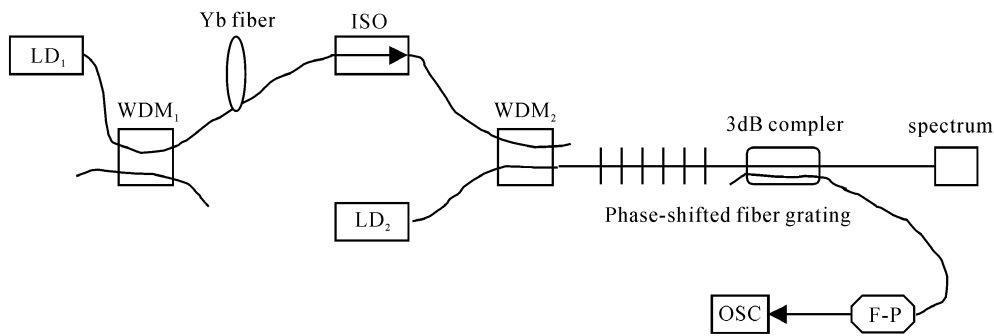 Yb fiber
ISO
LD₁
WDM₁
WDM₂
3dB compler
spectrum
LD₂
Phase-shifted fiber grating
OSC
F-P